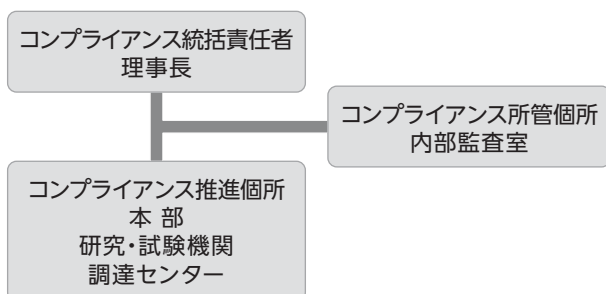 コンプライアンス統括責任者
理事長
コンプライアンス所管個所
内部監査室
コンプライアンス推進個所
本 部
研究・試験機関
調達センター